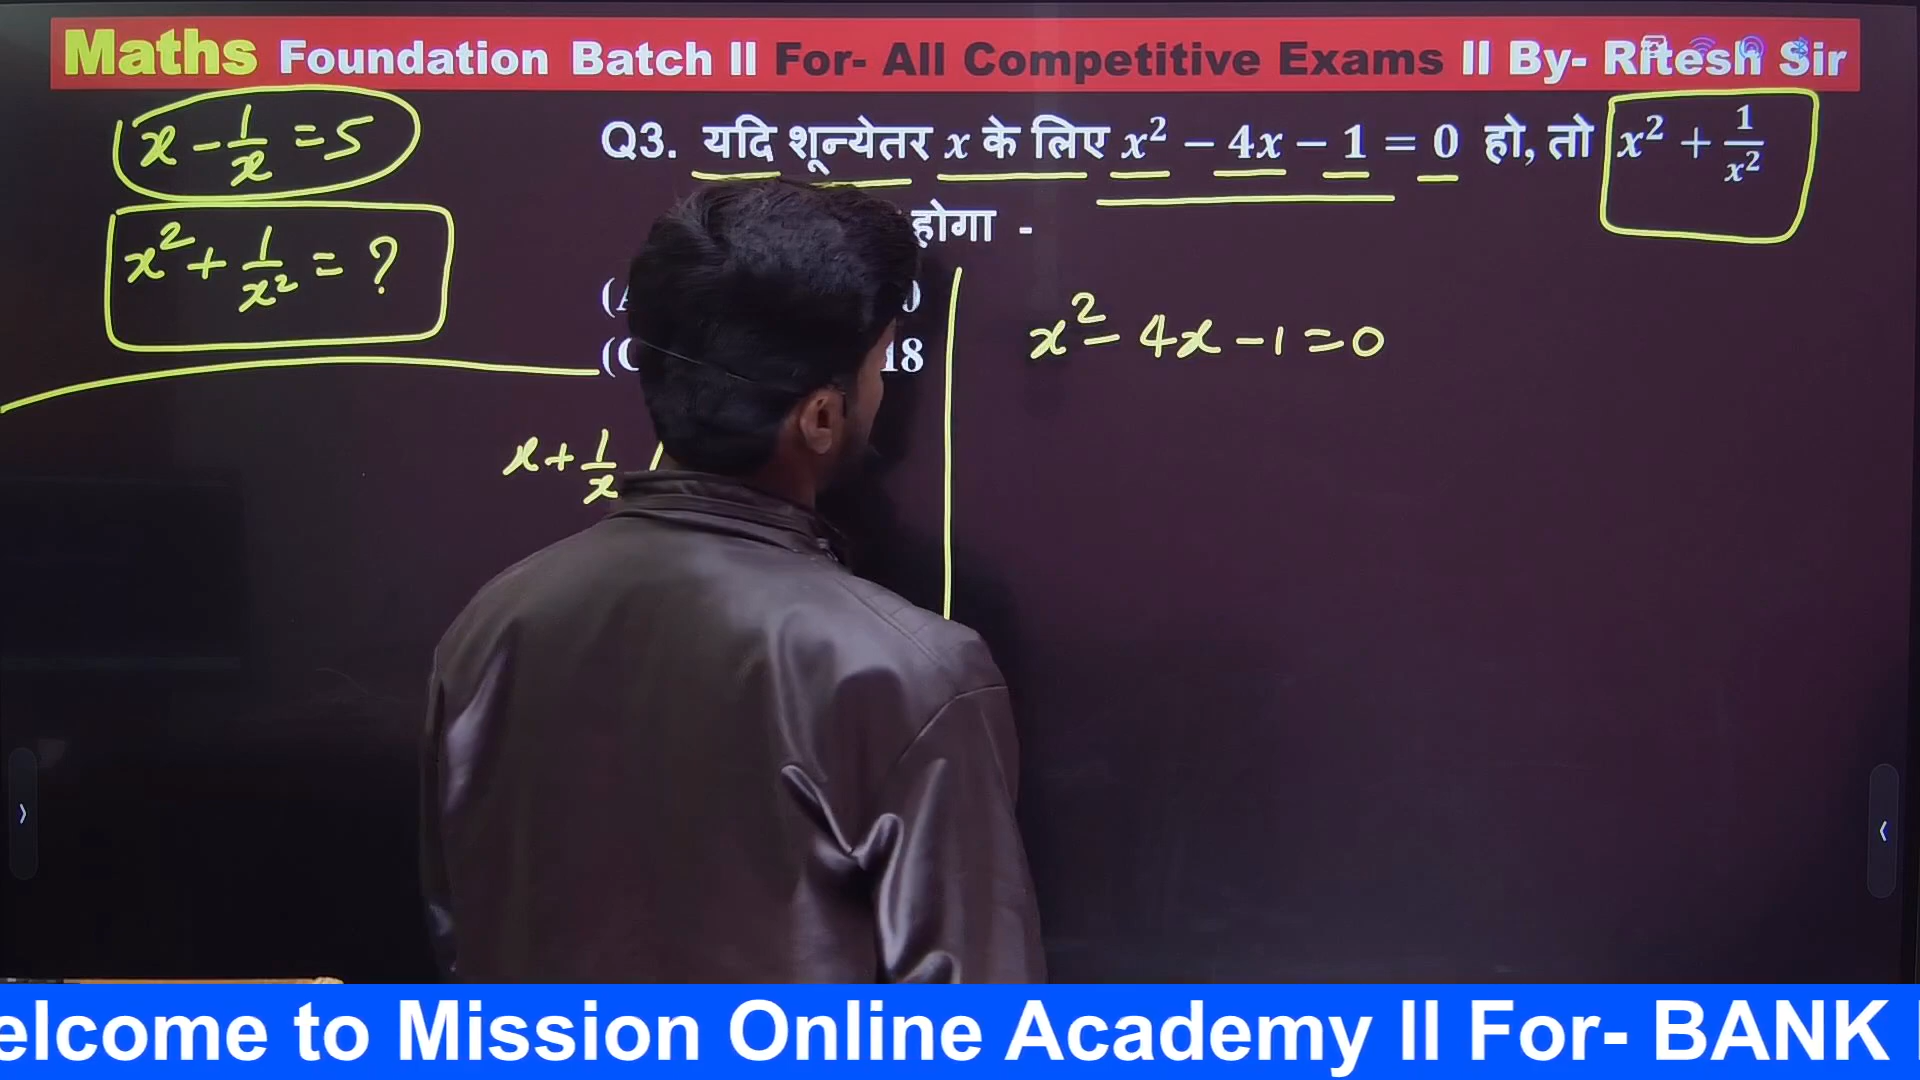 Maths Foundation Batch II For- All Competitive Exams II By- Ritesh Sir
x - 1/x = 5
x² + 1/x² = ?
Q3. यदि शून्येतर x के लिए x² − 4x − 1 = 0 हो, तो x² + 1/x²
होगा -
(A
(C 18
x² - 4x - 1 = 0
x + 1/x
elcome to Mission Online Academy II For- BANK